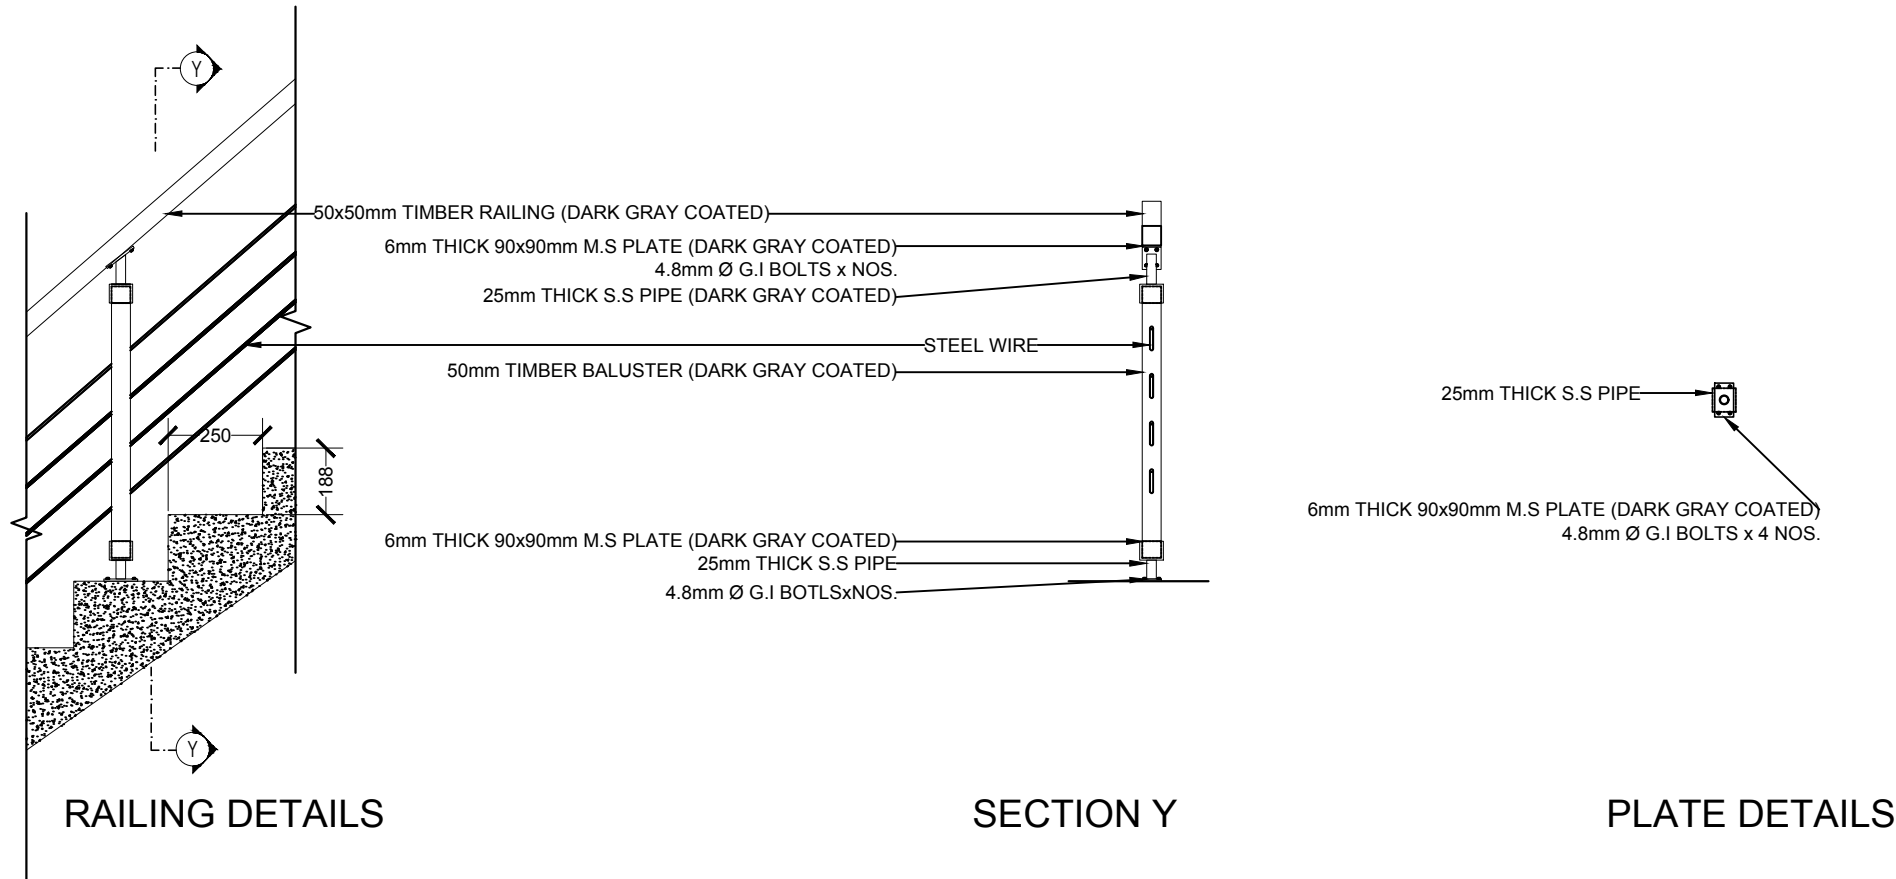 Y
50x50mm TIMBER RAILING (DARK GRAY COATED)
6mm THICK 90x90mm M.S PLATE (DARK GRAY COATED)
4.8mm Ø G.I BOLTS x NOS.
25mm THICK S.S PIPE (DARK GRAY COATED)
STEEL WIRE
50mm TIMBER BALUSTER (DARK GRAY COATED)
25mm THICK S.S PIPE
250
188
6mm THICK 90x90mm M.S PLATE (DARK GRAY COATED)
4.8mm Ø G.I BOLTS x 4 NOS.
6mm THICK 90x90mm M.S PLATE (DARK GRAY COATED)
25mm THICK S.S PIPE
4.8mm Ø G.I BOTLSxNOS.
Y
RAILING DETAILS
SECTION Y
PLATE DETAILS